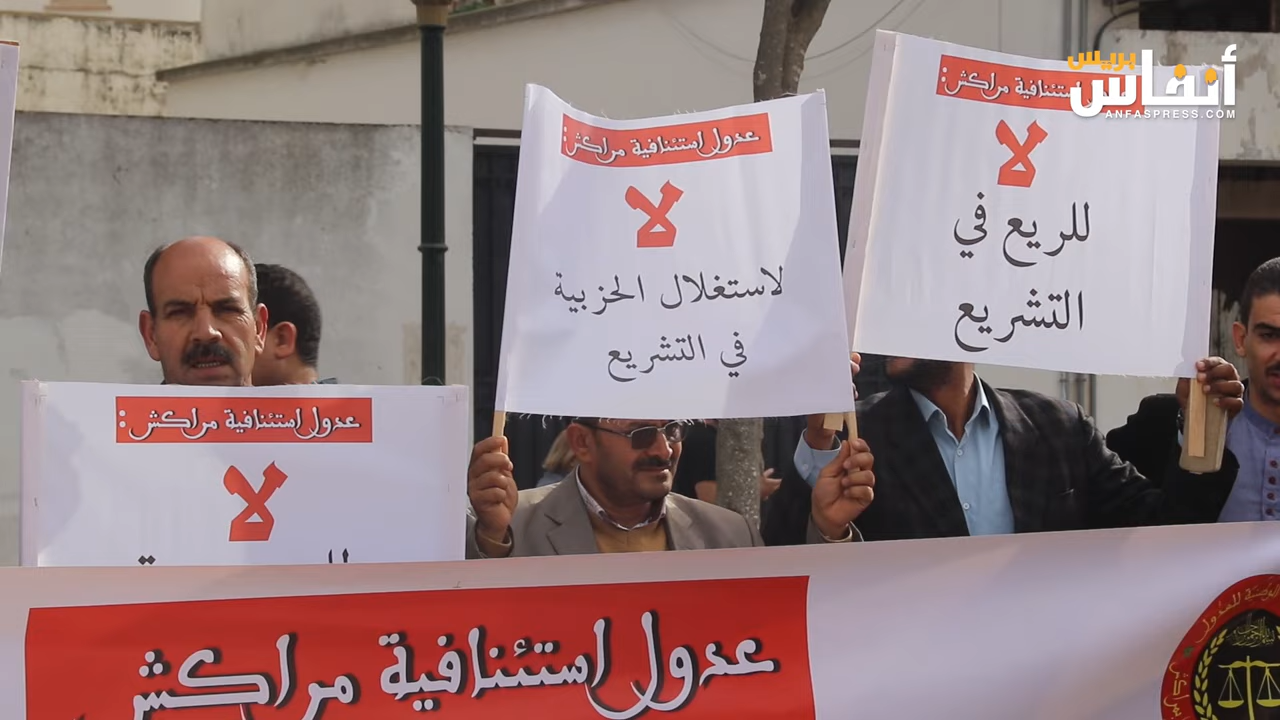 أنفاس بريس
ANFASPRESS.COM
استئنافية مراكش:
لا
للريع في
التشريع
عدول استئنافية مراكش:
لا
لاستغلال الحزبية
في التشريع
عدول استئنافية مراكش:
لا
عدول استئنافية مراكش